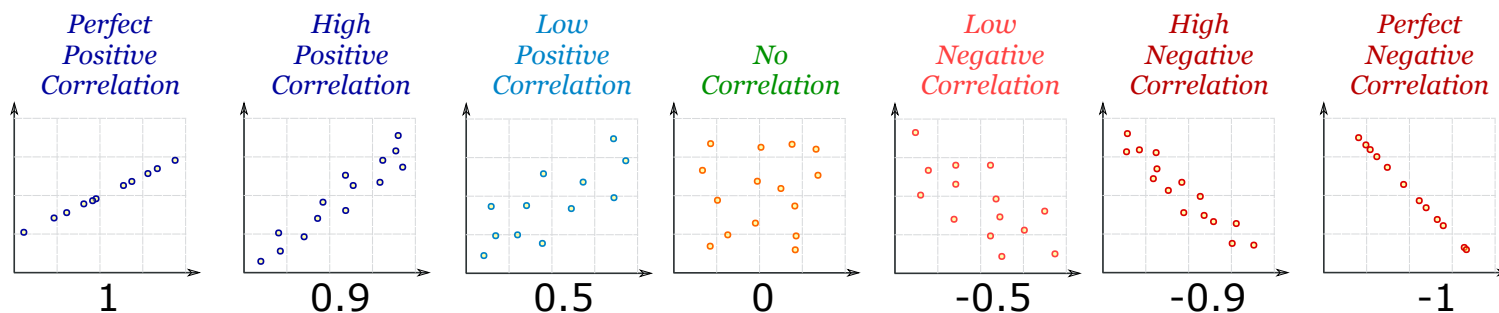 Perfect
Positive
Correlation
High
Positive
Correlation
Low
Positive
Correlation
No
Correlation
Low
Negative
Correlation
High
Negative
Correlation
Perfect
Negative
Correlation
1
0.9
0.5
0
-0.5
-0.9
-1